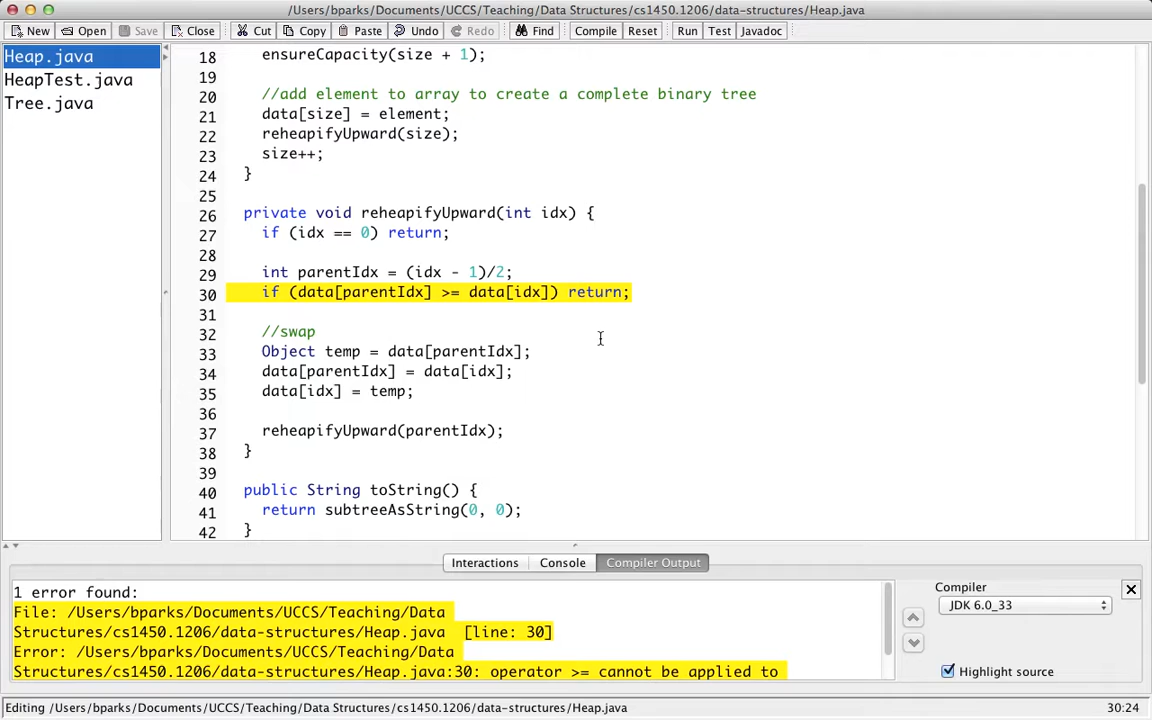 /Users/bparks/Documents/UCCS/Teaching/Data Structures/cs1450.1206/data-structures/Heap.java
New Open Save Close Cut Copy Paste Undo Redo Find Compile Reset Run Test Javadoc
Heap.java
HeapTest.java
Tree.java
18 ensureCapacity(size + 1);
19
20 //add element to array to create a complete binary tree
21 data[size] = element;
22 reheapifyUpward(size);
23 size++;
24 }
25
26 private void reheapifyUpward(int idx) {
27 if (idx == 0) return;
28
29 int parentIdx = (idx - 1)/2;
30 if (data[parentIdx] >= data[idx]) return;
31
32 //swap
33 Object temp = data[parentIdx];
34 data[parentIdx] = data[idx];
35 data[idx] = temp;
36
37 reheapifyUpward(parentIdx);
38 }
39
40 public String toString() {
41 return subtreeAsString(0, 0);
42 }
Interactions Console Compiler Output
1 error found:
File: /Users/bparks/Documents/UCCS/Teaching/Data
Structures/cs1450.1206/data-structures/Heap.java [line: 30]
Error: /Users/bparks/Documents/UCCS/Teaching/Data
Structures/cs1450.1206/data-structures/Heap.java:30: operator >= cannot be applied to
Compiler
JDK 6.0_33
Highlight source
Editing /Users/bparks/Documents/UCCS/Teaching/Data Structures/cs1450.1206/data-structures/Heap.java 30:24